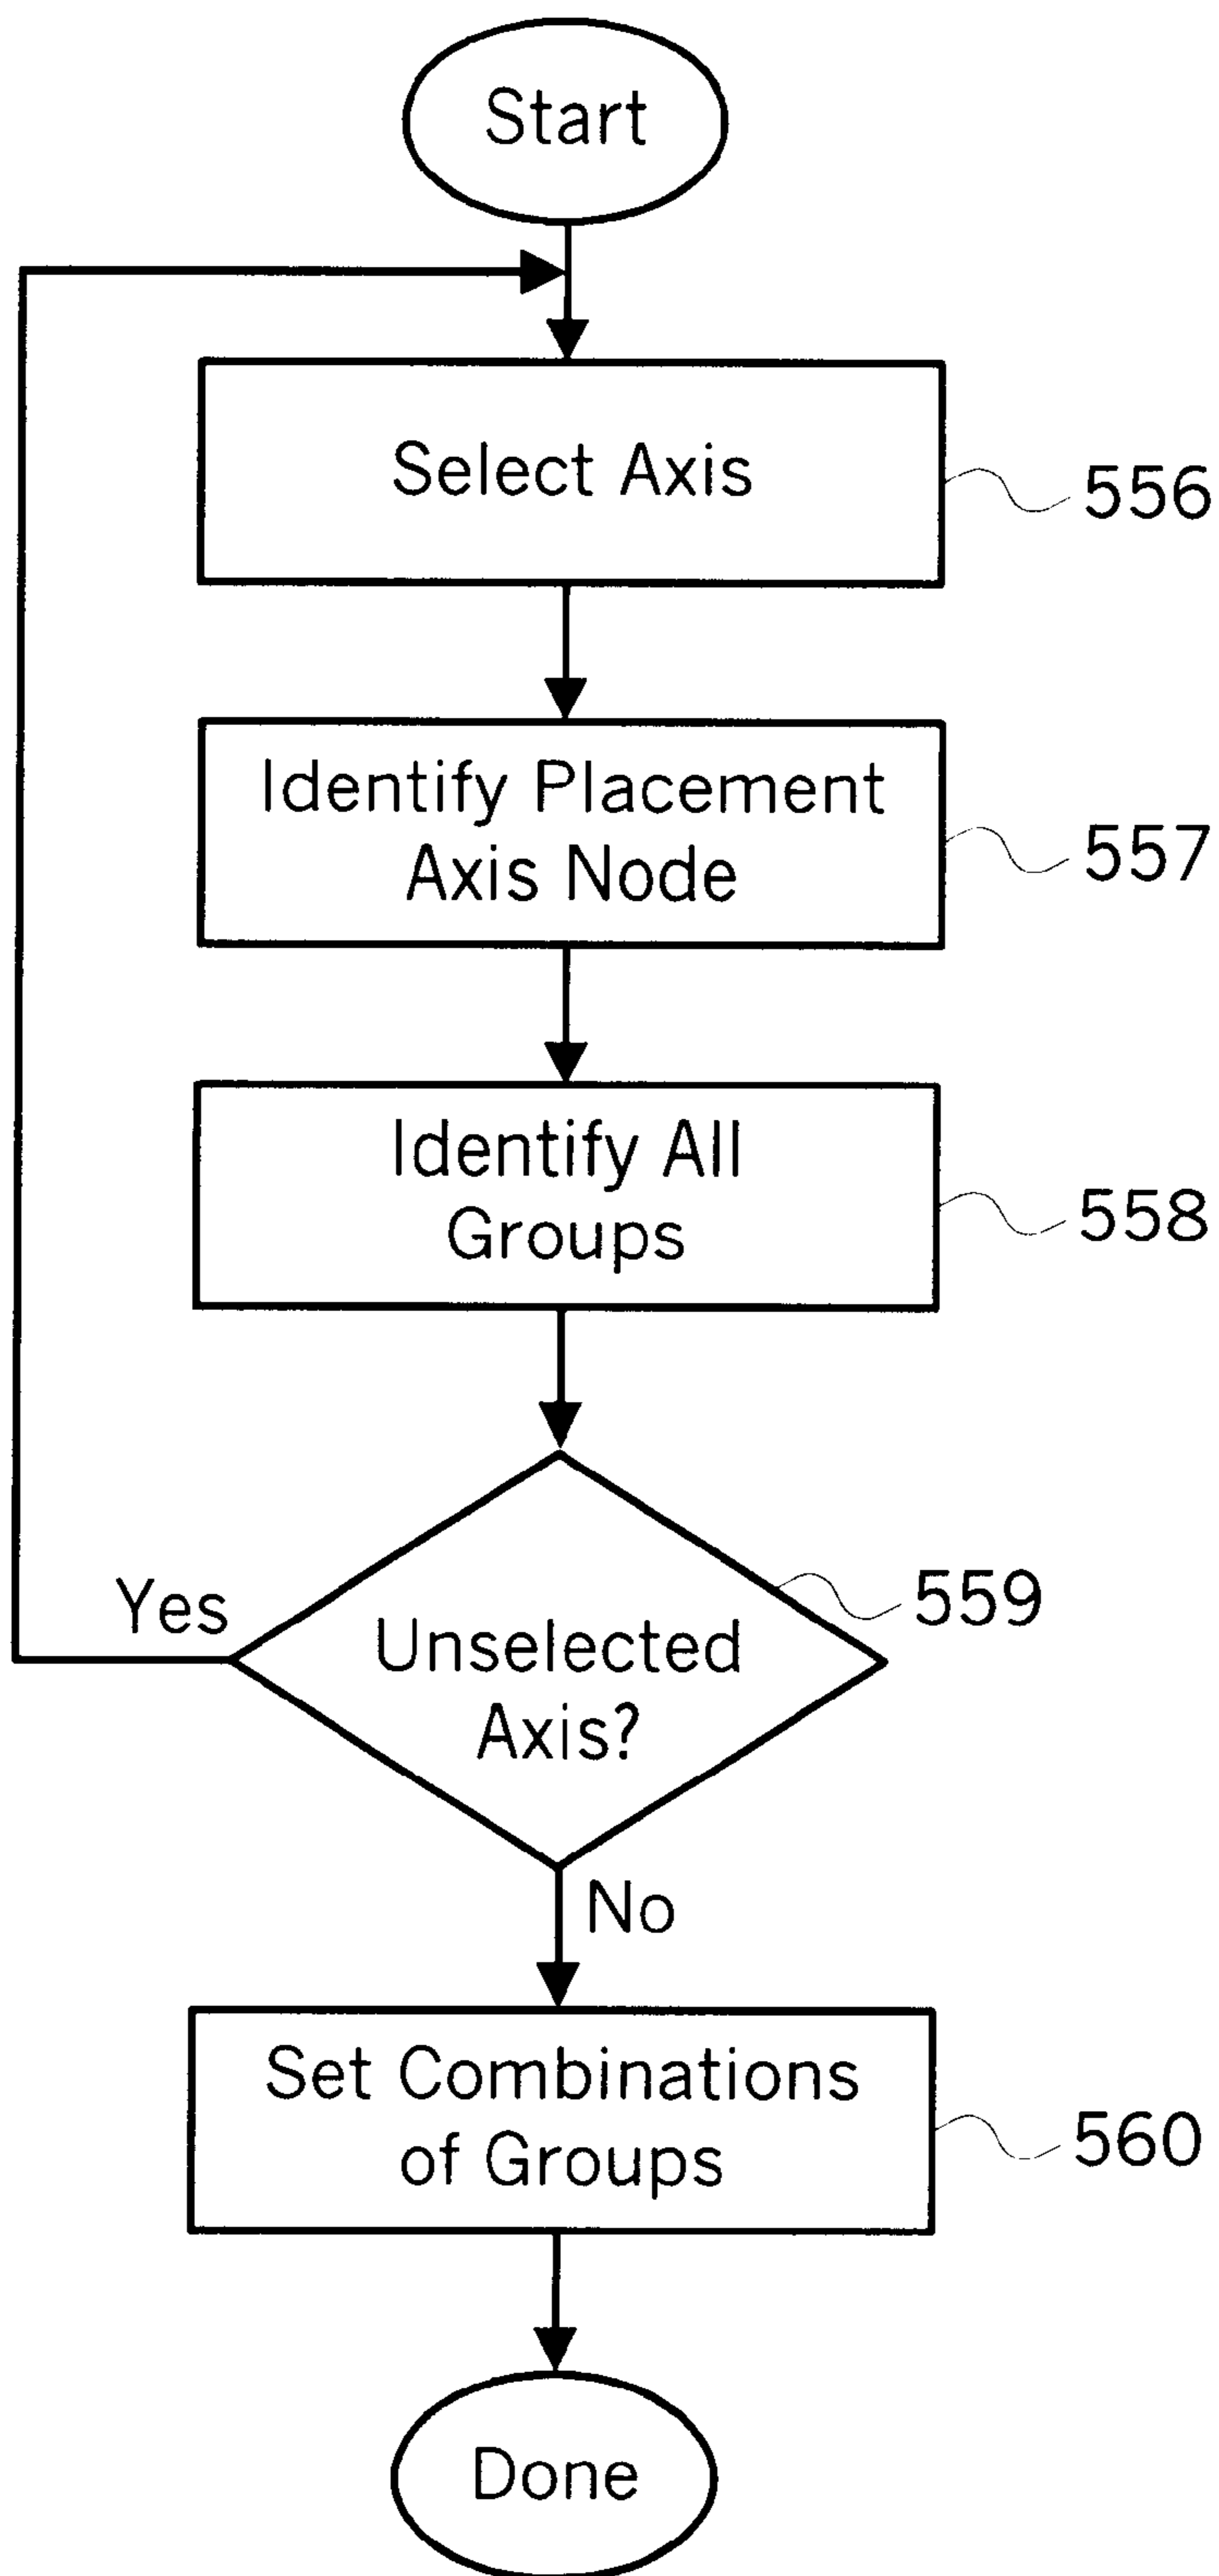 Start
Select Axis
556
Identify Placement
Axis Node
557
Identify All
Groups
558
Yes
559
Unselected
Axis?
No
Set Combinations
of Groups
560
Done